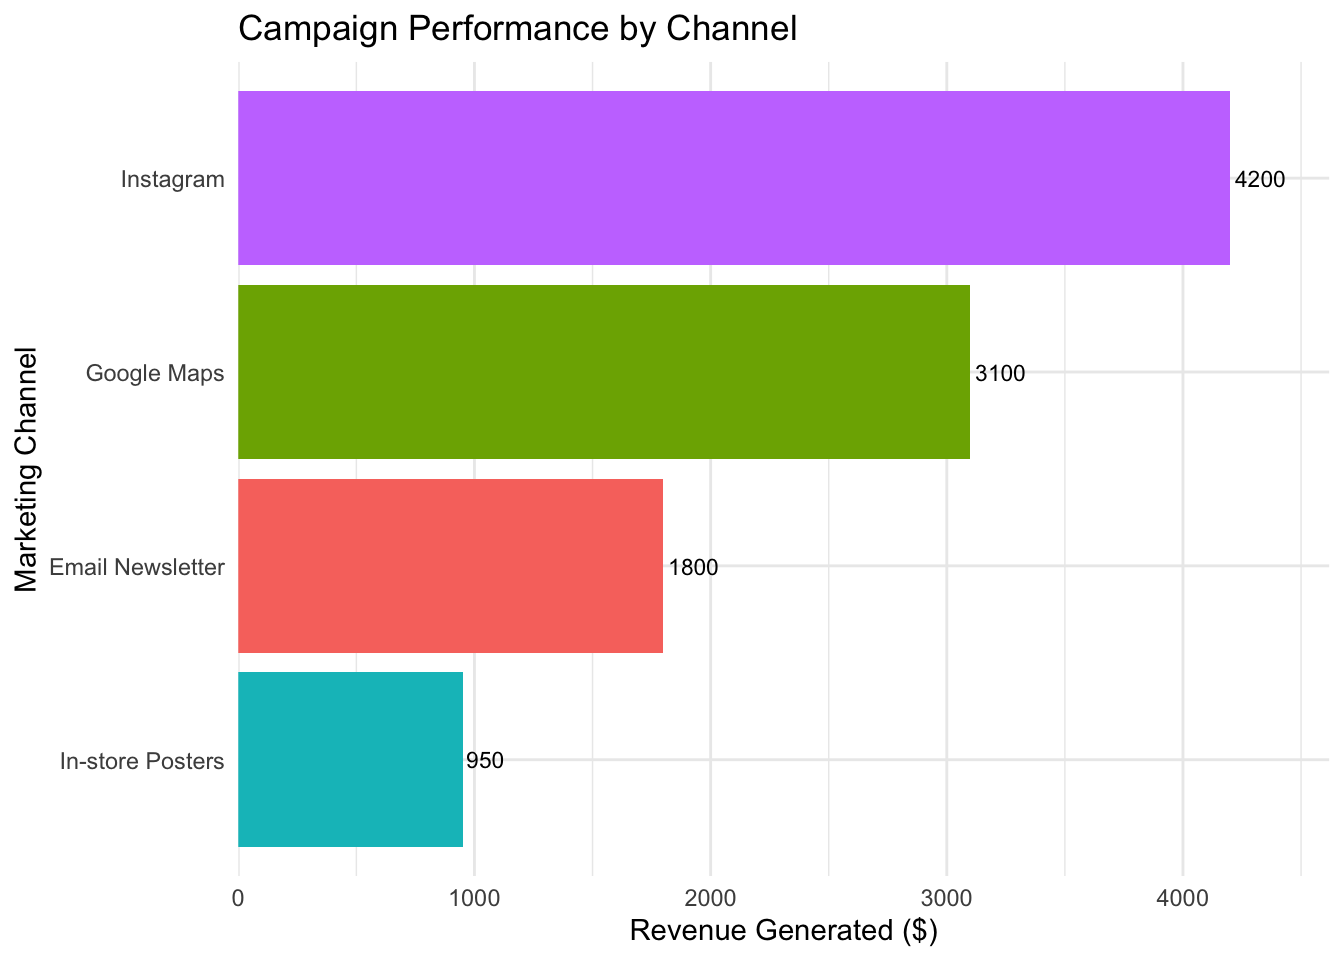 Campaign Performance by Channel
Marketing Channel
Instagram
4200
Google Maps
3100
Email Newsletter
1800
In-store Posters
950
0 1000 2000 3000 4000
Revenue Generated ($)